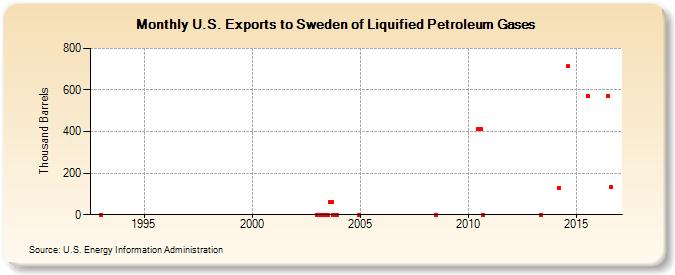 Monthly U.S. Exports to Sweden of Liquified Petroleum Gases
Thousand Barrels
800
600
400
200
0
1995 2000 2005 2010 2015
Source: U.S. Energy Information Administration